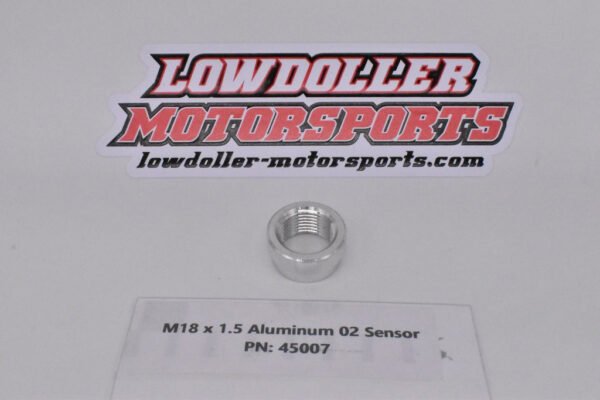 LOWDOLLER
MOTORSPORTS
lowdoller-motorsports.com
M18 x 1.5 Aluminum 02 Sensor
PN: 45007